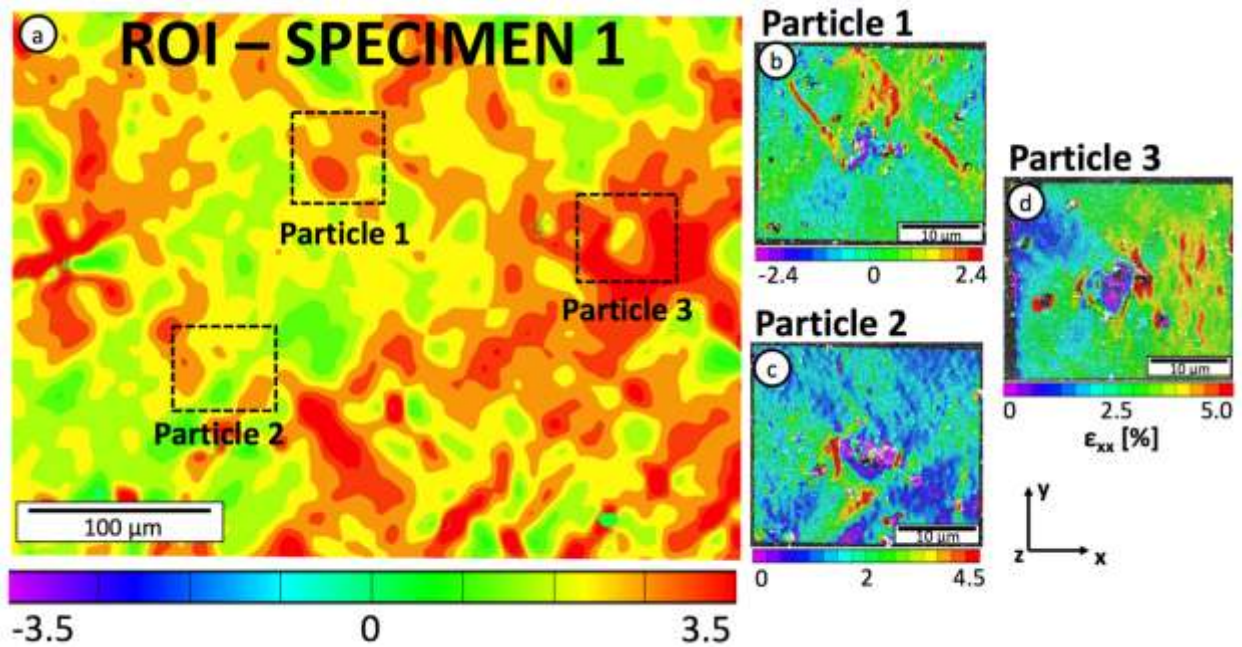 a
ROI – SPECIMEN 1
Particle 1
Particle 2
Particle 3
100 µm
-3.5 0 3.5
Particle 1
b
10 µm
-2.4 0 2.4
Particle 2
c
10 µm
0 2 4.5
Particle 3
d
10 µm
0 2.5 5.0
εxx [%]
y
z x